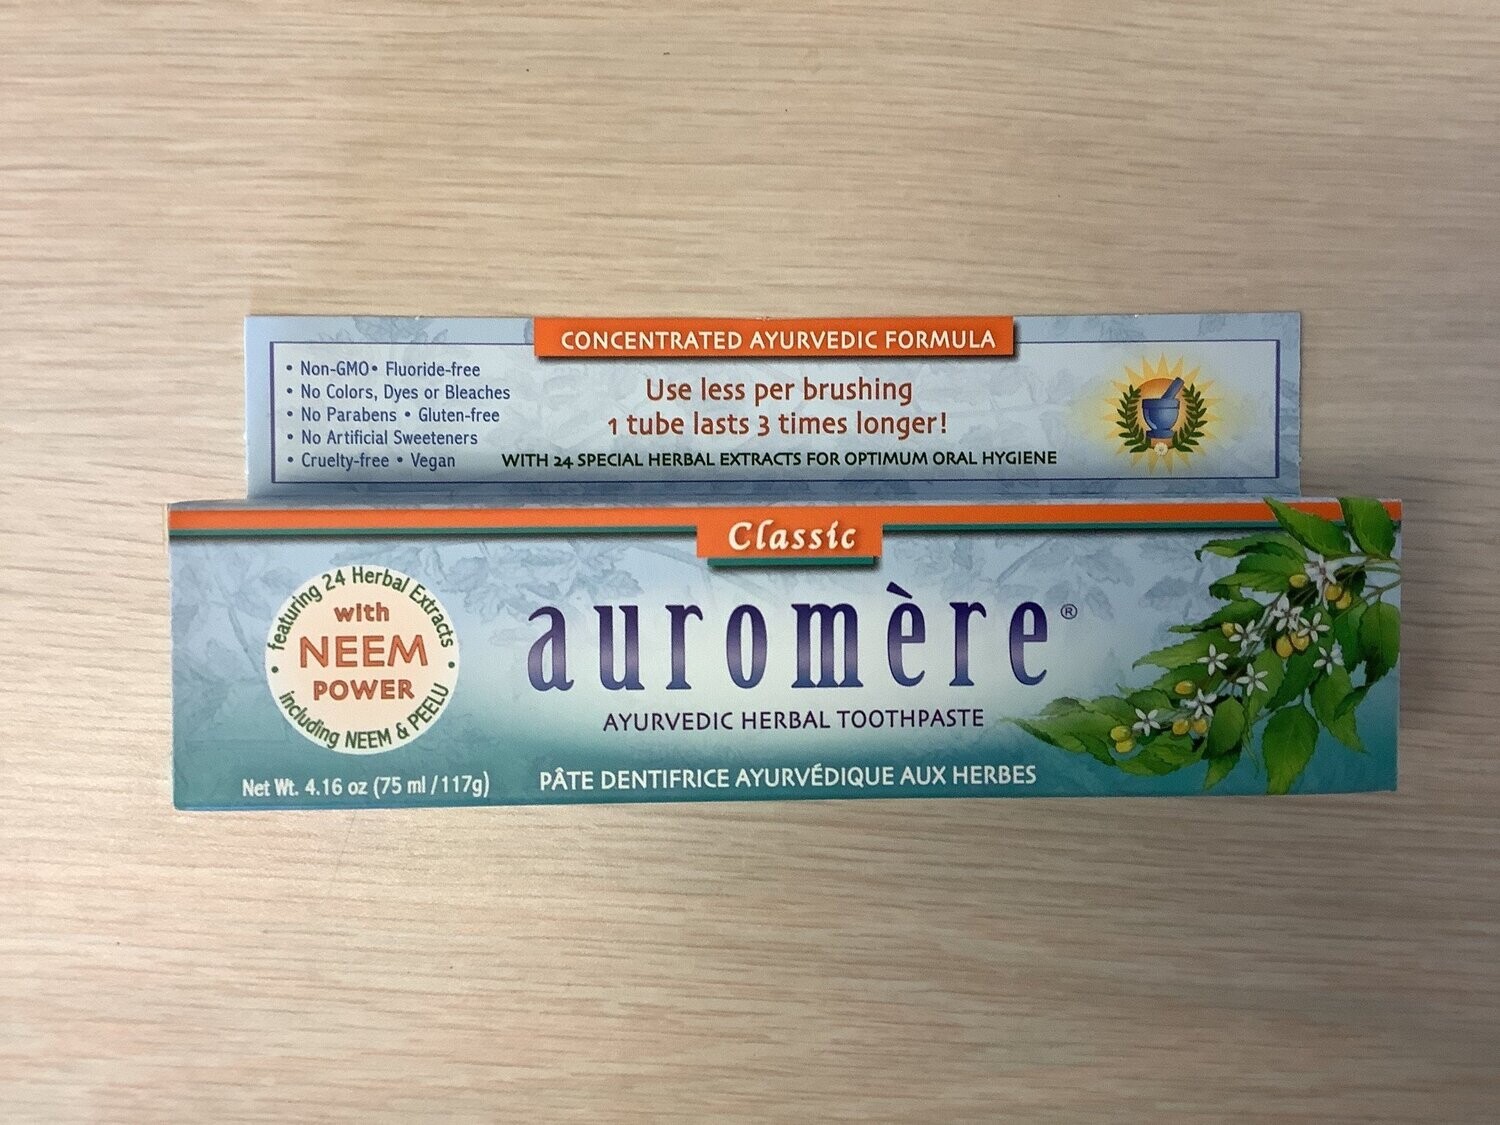 CONCENTRATED AYURVEDIC FORMULA
• Non-GMO • Fluoride-free
• No Colors, Dyes or Bleaches
• No Parabens • Gluten-free
• No Artificial Sweeteners
• Cruelty-free • Vegan
Use less per brushing
1 tube lasts 3 times longer!
WITH 24 SPECIAL HERBAL EXTRACTS FOR OPTIMUM ORAL HYGIENE
Classic
• featuring 24 Herbal Extracts •
with
NEEM
POWER
including NEEM & PEELU
auromère®
AYURVEDIC HERBAL TOOTHPASTE
Net Wt. 4.16 oz (75 ml / 117g)
PÂTE DENTIFRICE AYURVÉDIQUE AUX HERBES